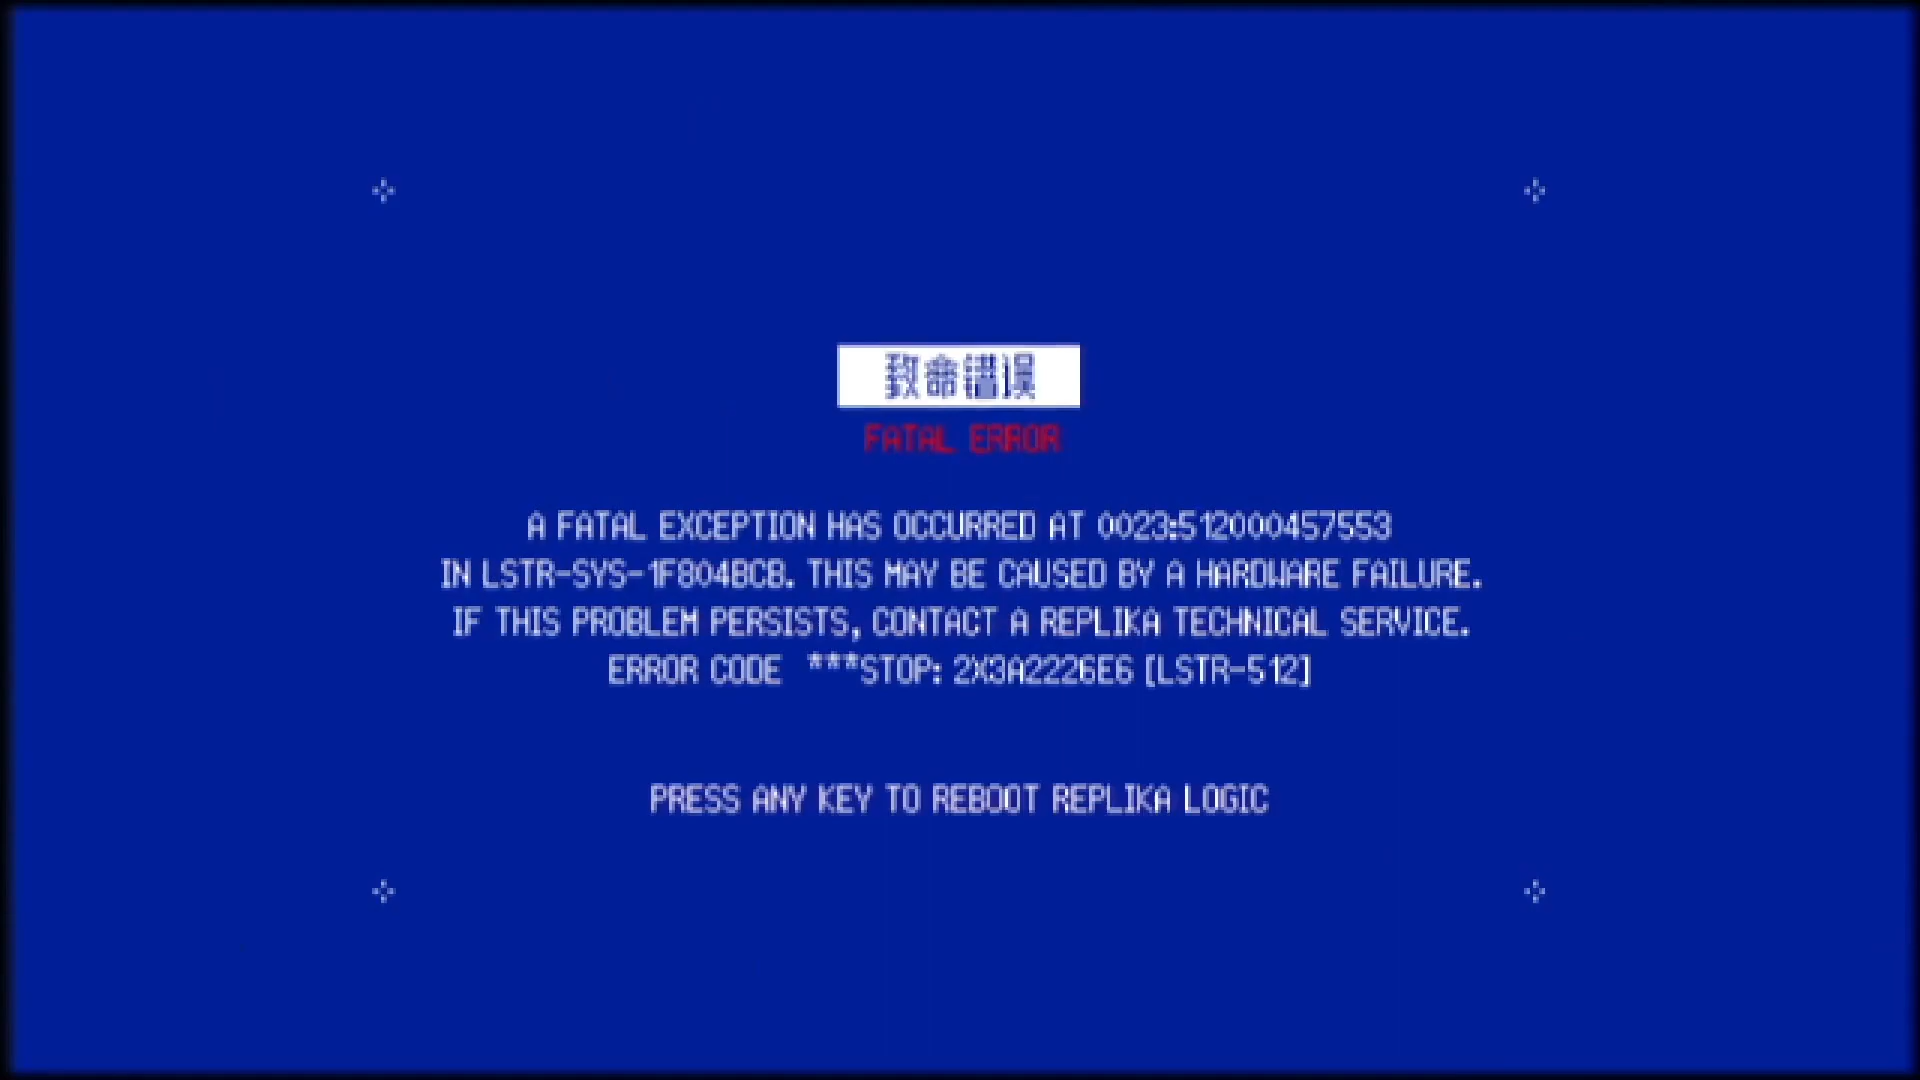 致命错误
FATAL ERROR
A FATAL EXCEPTION HAS OCCURRED AT 0023:512000457553
IN LSTR-SYS-1F804BCB. THIS MAY BE CAUSED BY A HARDWARE FAILURE.
IF THIS PROBLEM PERSISTS, CONTACT A REPLIKA TECHNICAL SERVICE.
ERROR CODE ***STOP: 2X3A2226E6 [LSTR-512]
PRESS ANY KEY TO REBOOT REPLIKA LOGIC